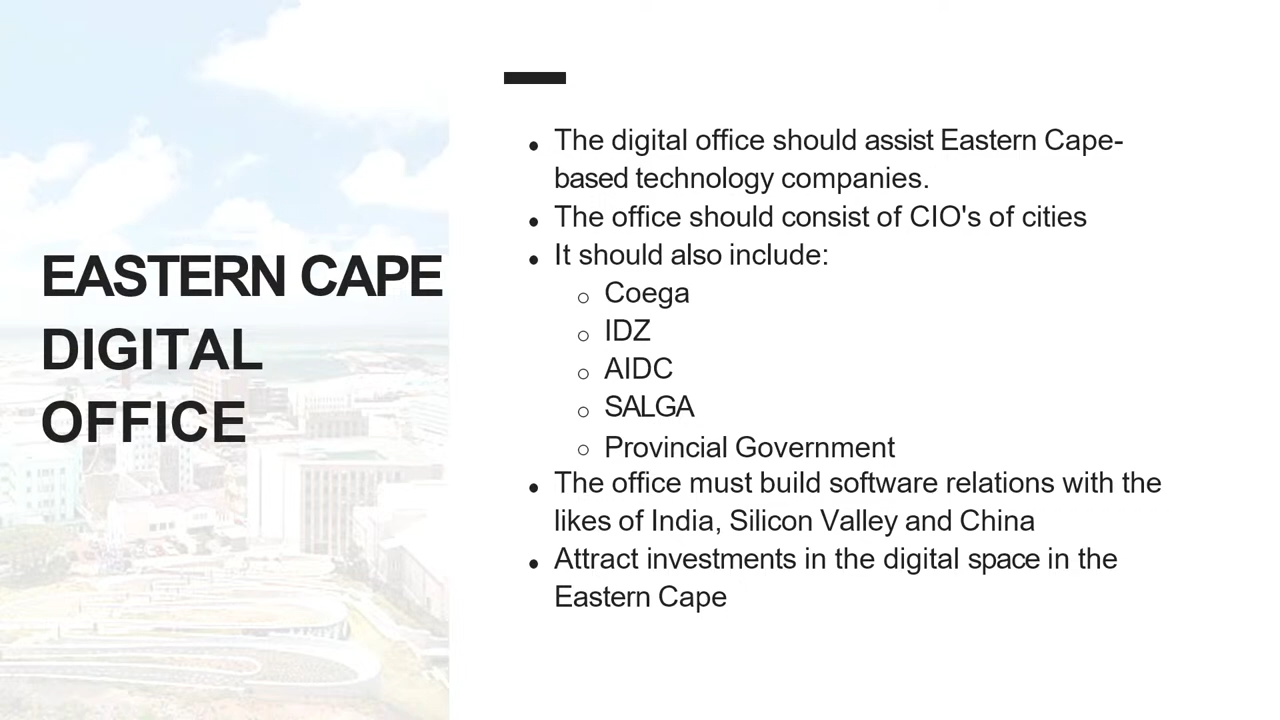 EASTERN CAPE
DIGITAL
OFFICE
• The digital office should assist Eastern Cape-
based technology companies.
• The office should consist of CIO's of cities
• It should also include:
○ Coega
○ IDZ
○ AIDC
○ SALGA
○ Provincial Government
• The office must build software relations with the
likes of India, Silicon Valley and China
• Attract investments in the digital space in the
Eastern Cape